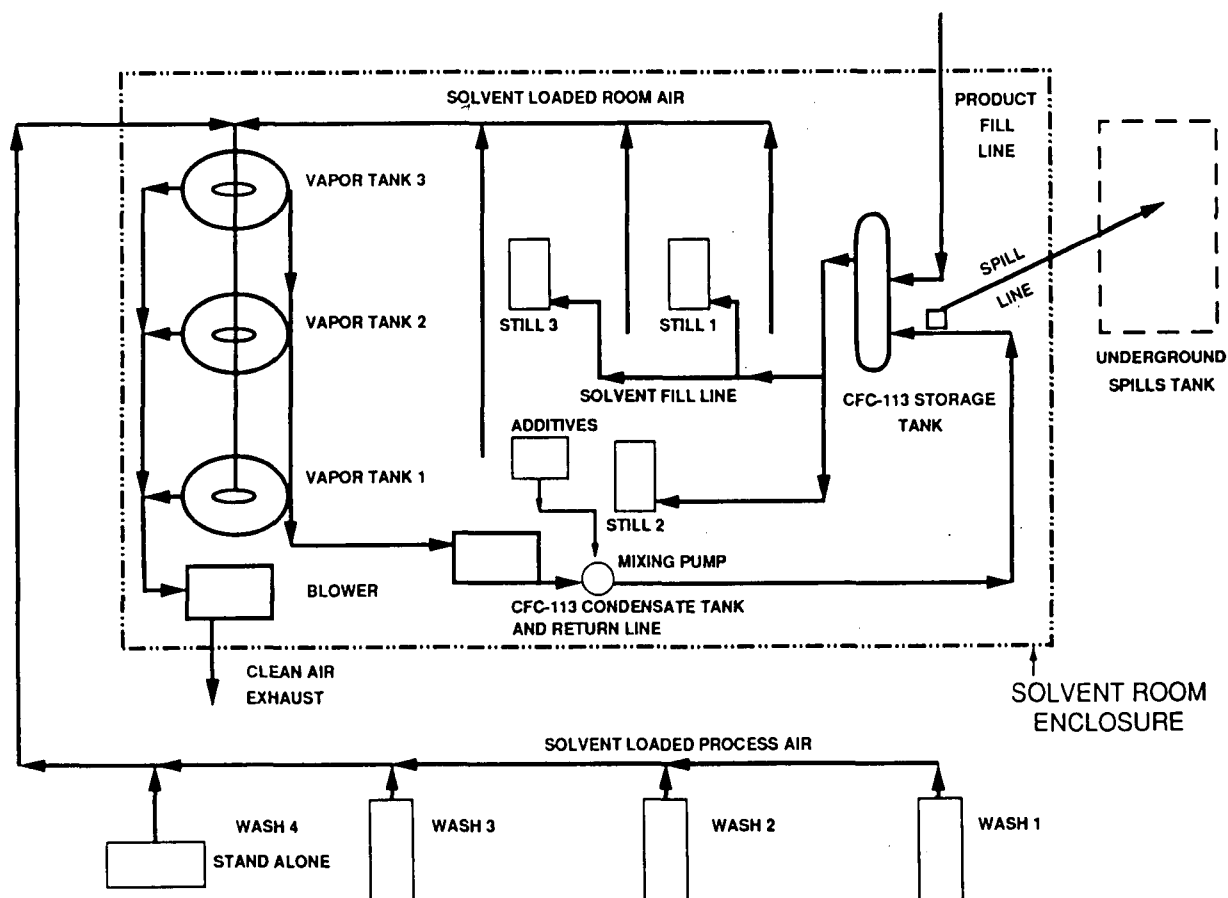 SOLVENT LOADED ROOM AIR
PRODUCT
FILL
LINE
VAPOR TANK 3
SPILL
LINE
VAPOR TANK 2
STILL 3
STILL 1
UNDERGROUND
SPILLS TANK
SOLVENT FILL LINE
CFC-113 STORAGE
TANK
ADDITIVES
VAPOR TANK 1
STILL 2
MIXING PUMP
BLOWER
CFC-113 CONDENSATE TANK
AND RETURN LINE
CLEAN AIR
EXHAUST
SOLVENT ROOM
ENCLOSURE
SOLVENT LOADED PROCESS AIR
WASH 4
WASH 3
WASH 2
WASH 1
STAND ALONE